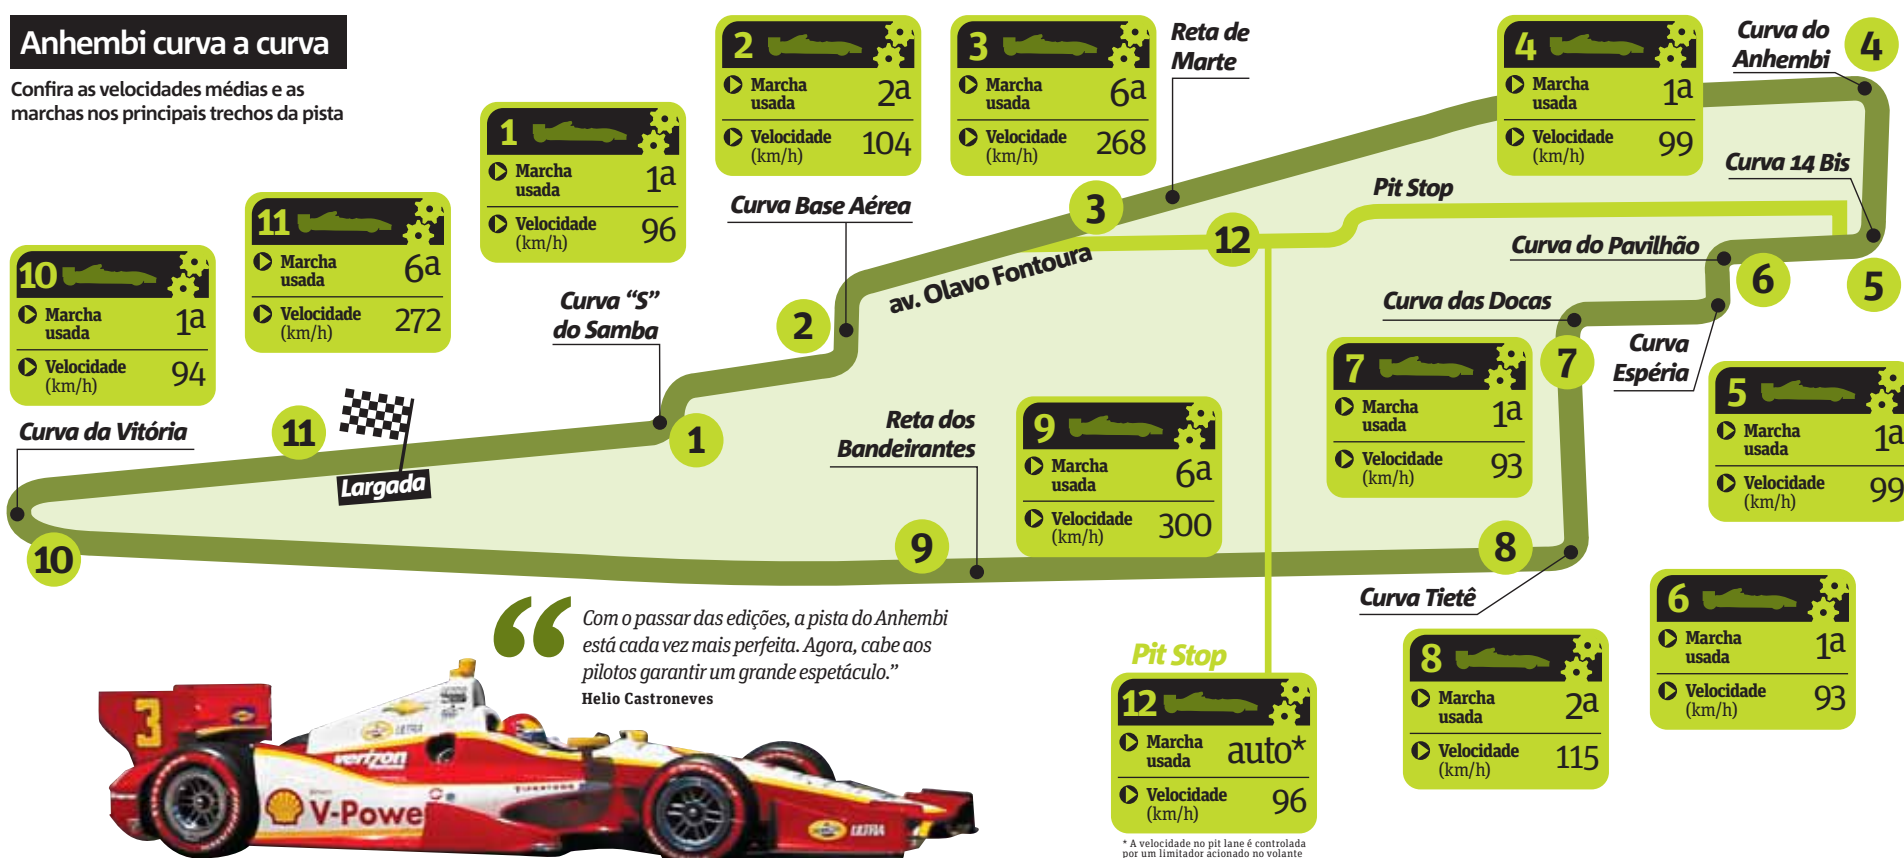 Anhembi curva a curva
Confira as velocidades médias e as
marchas nos principais trechos da pista
1
Marcha
usada
1a
Velocidade
(km/h)
96
2
Marcha
usada
2a
Velocidade
(km/h)
104
3
Marcha
usada
6a
Velocidade
(km/h)
268
4
Marcha
usada
1a
Velocidade
(km/h)
99
5
Marcha
usada
1a
Velocidade
(km/h)
99
6
Marcha
usada
1a
Velocidade
(km/h)
93
7
Marcha
usada
1a
Velocidade
(km/h)
93
8
Marcha
usada
2a
Velocidade
(km/h)
115
9
Marcha
usada
6a
Velocidade
(km/h)
300
10
Marcha
usada
1a
Velocidade
(km/h)
94
11
Marcha
usada
6a
Velocidade
(km/h)
272
Pit Stop
12
Marcha
usada
auto*
Velocidade
(km/h)
96
* A velocidade no pit lane é controlada
por um limitador acionado no volante
Curva da Vitória
10
11
Largada
Curva “S”
do Samba
1
Curva Base Aérea
2
av. Olavo Fontoura
3
Reta de
Marte
12
Pit Stop
Curva do
Anhembi
4
Curva 14 Bis
5
Curva do Pavilhão
6
Curva Espéria
Curva das Docas
7
Curva Tietê
8
Reta dos
Bandeirantes
9
“
Com o passar das edições, a pista do Anhembi
está cada vez mais perfeita. Agora, cabe aos
pilotos garantir um grande espetáculo.”
Helio Castroneves
3
verizon
V-Power
ULTRA